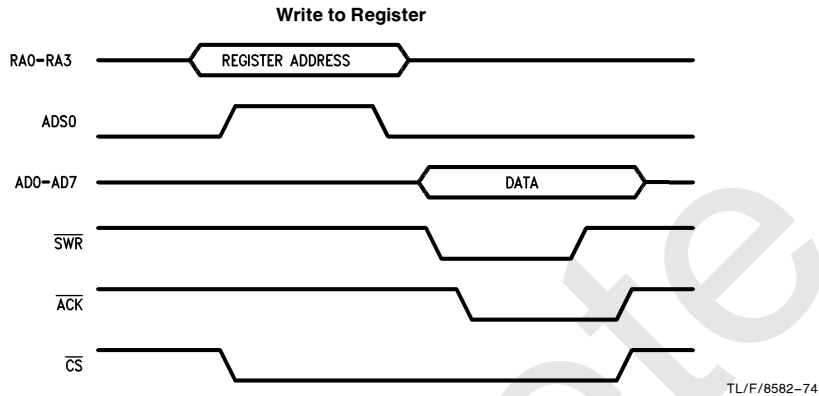 Write to Register
RA0–RA3 REGISTER ADDRESS
ADS0
AD0–AD7 DATA
SWR
ACK
CS
TL/F/8582–74